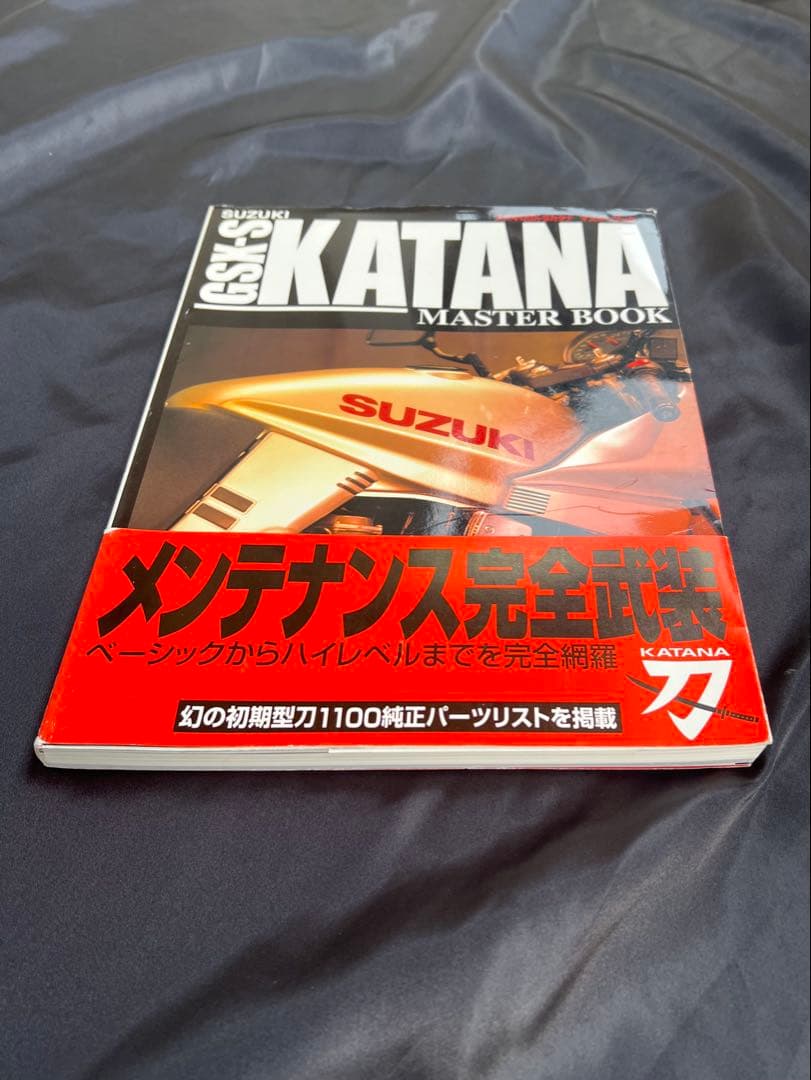 SUZUKI
GSX-S
KATANA
MASTER BOOK
SUZUKI
メンテナンス完全武装
ベーシックからハイレベルまでを完全網羅
KATANA
刀
幻の初期型刀1100純正パーツリストを掲載